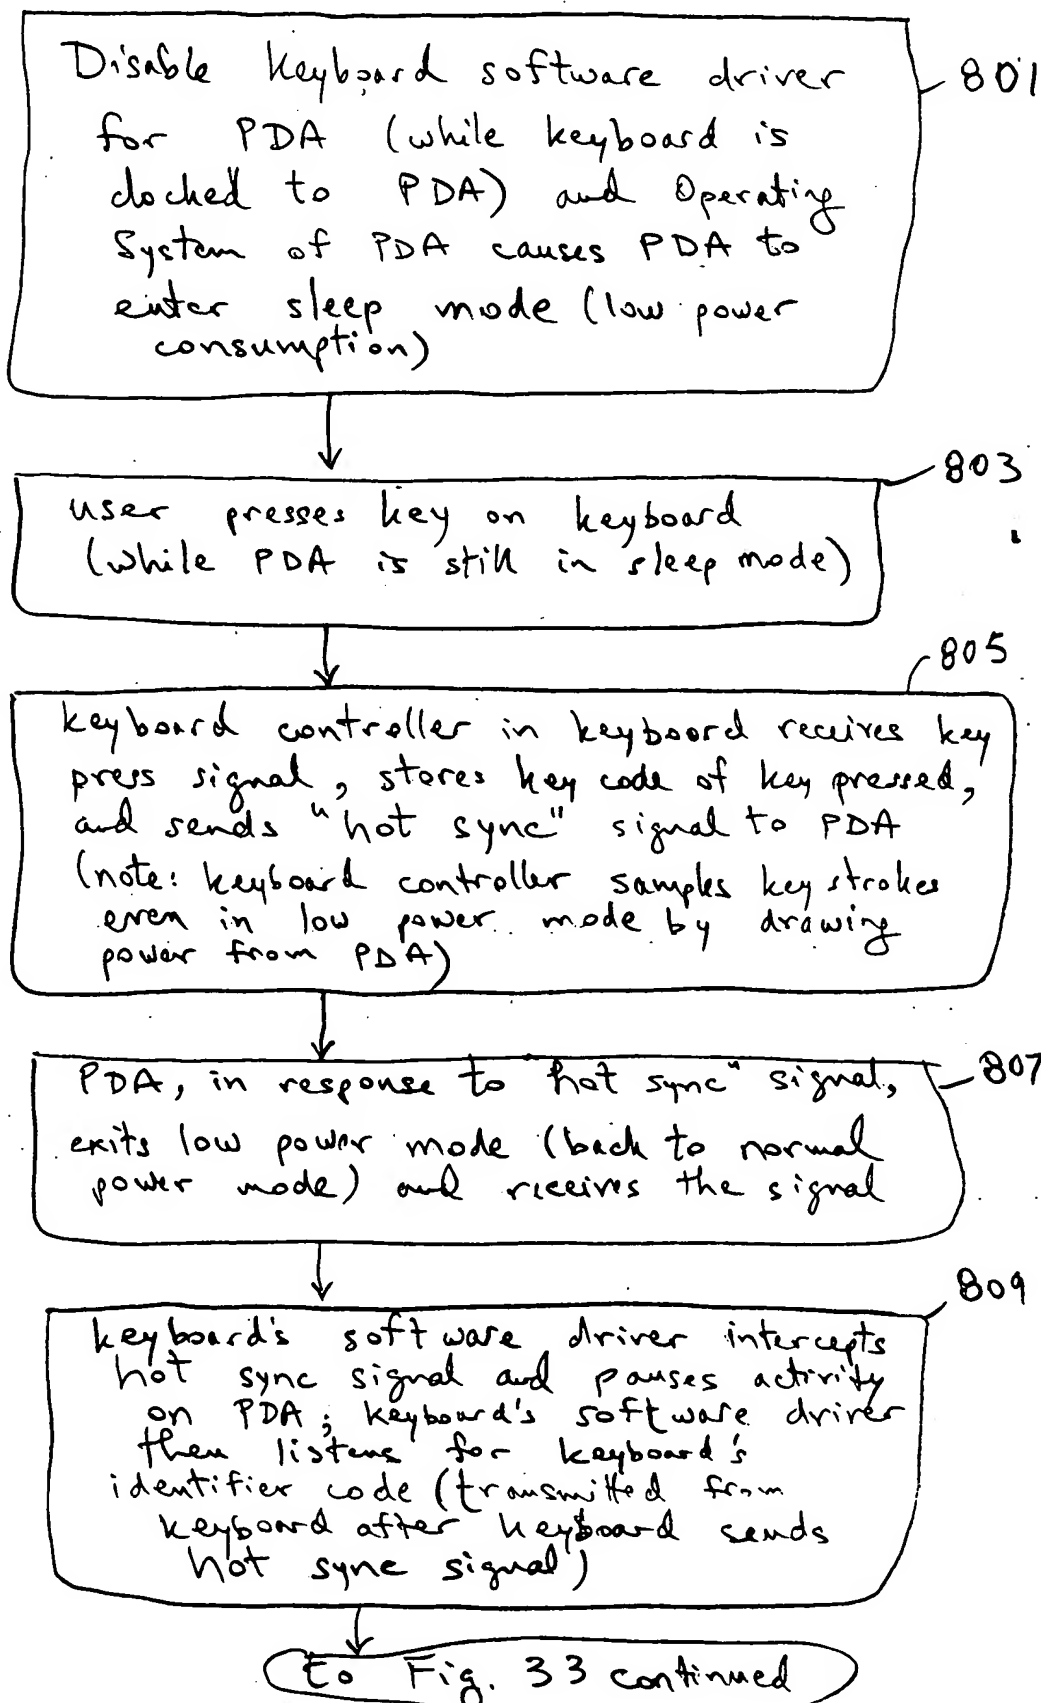 Disable keyboard software driver
801
for PDA (while keyboard is
docked to PDA) and Operating
System of PDA causes PDA to
enter sleep mode (low power
consumption)
803
user presses key on keyboard
(while PDA is still in sleep mode)
805
keyboard controller in keyboard receives key
press signal, stores key code of key pressed,
and sends "hot sync" signal to PDA
(note: keyboard controller samples key strokes
even in low power mode by drawing
power from PDA)
PDA, in response to "hot sync" signal,
807
exits low power mode (back to normal
power mode) and receives the signal
809
keyboard's software driver intercepts
hot sync signal and pauses activity
on PDA; keyboard's software driver
then listens for keyboard's
identifier code (transmitted from
keyboard after keyboard sends
hot sync signal)
to Fig. 33 continued